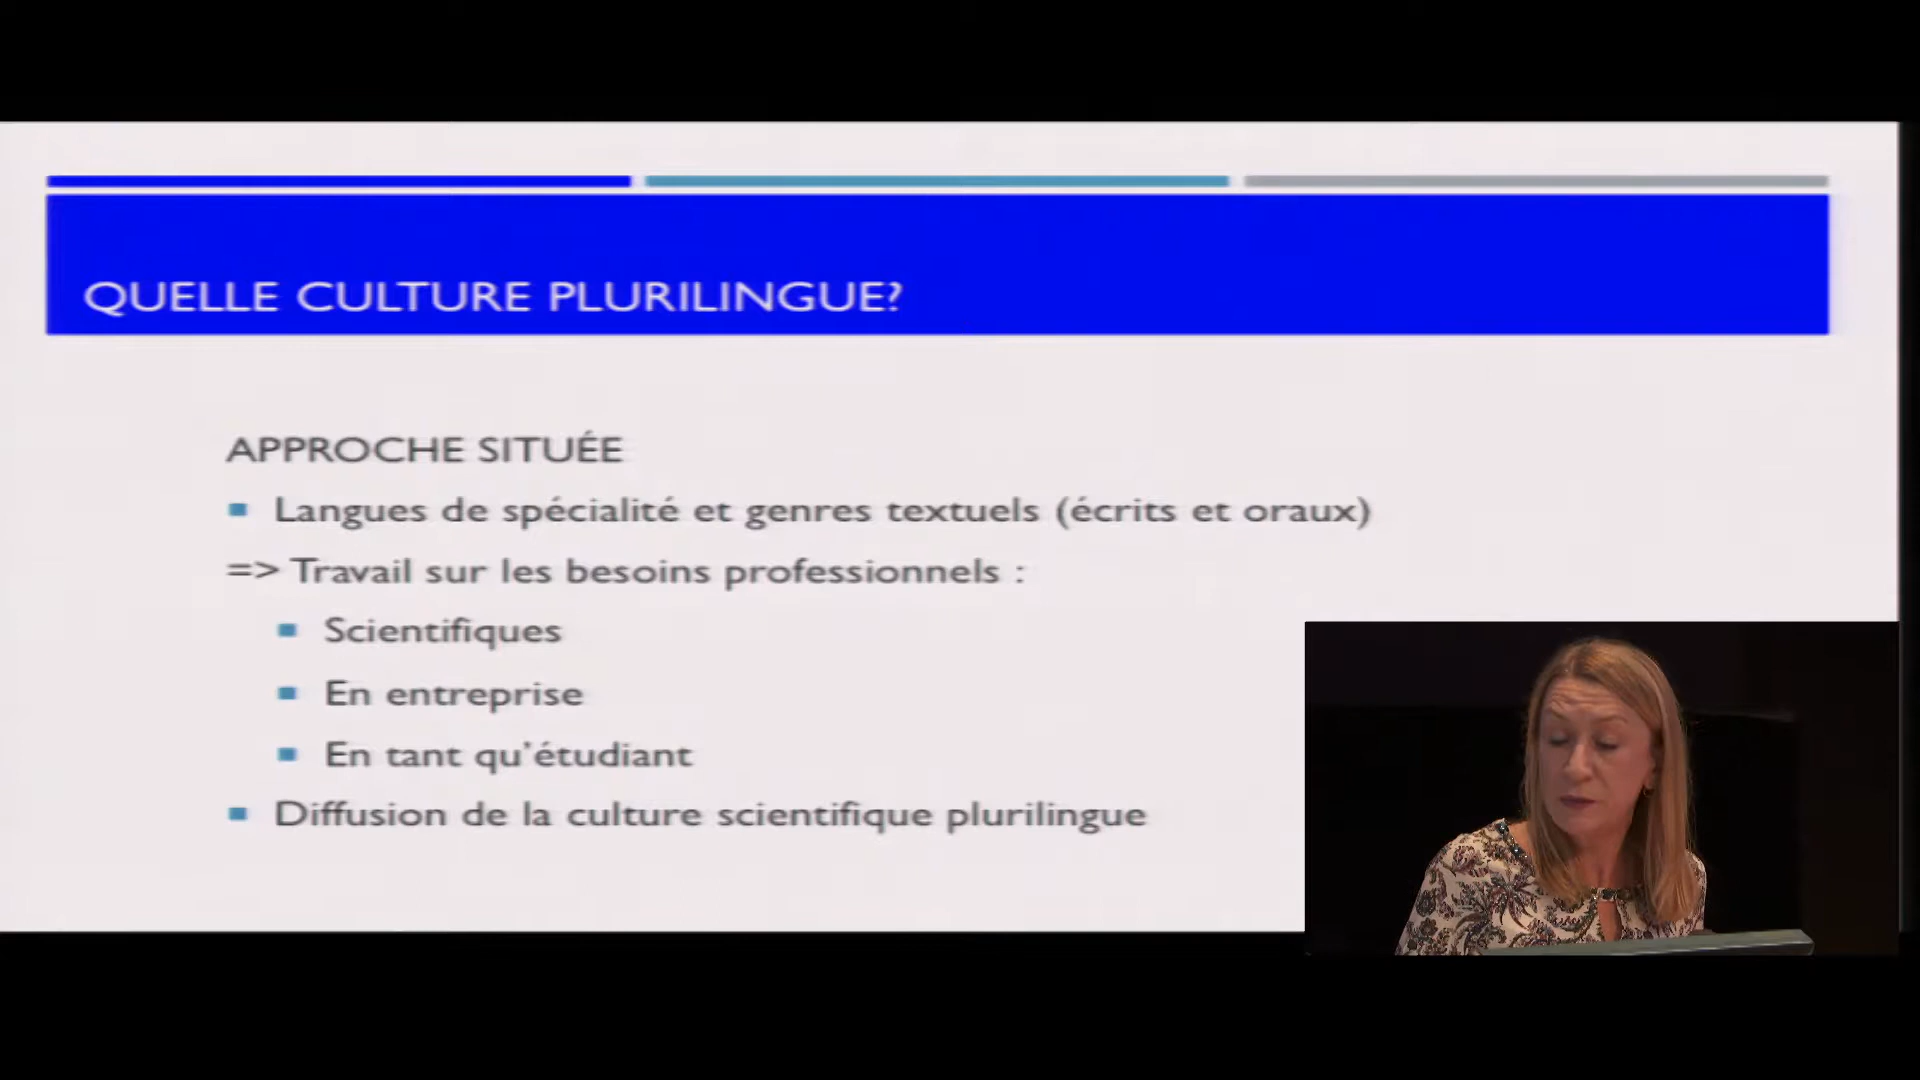 QUELLE CULTURE PLURILINGUE?
APPROCHE SITUÉE
Langues de spécialité et genres textuels (écrits et oraux)
=> Travail sur les besoins professionnels :
Scientifiques
En entreprise
En tant qu'étudiant
Diffusion de la culture scientifique plurilingue